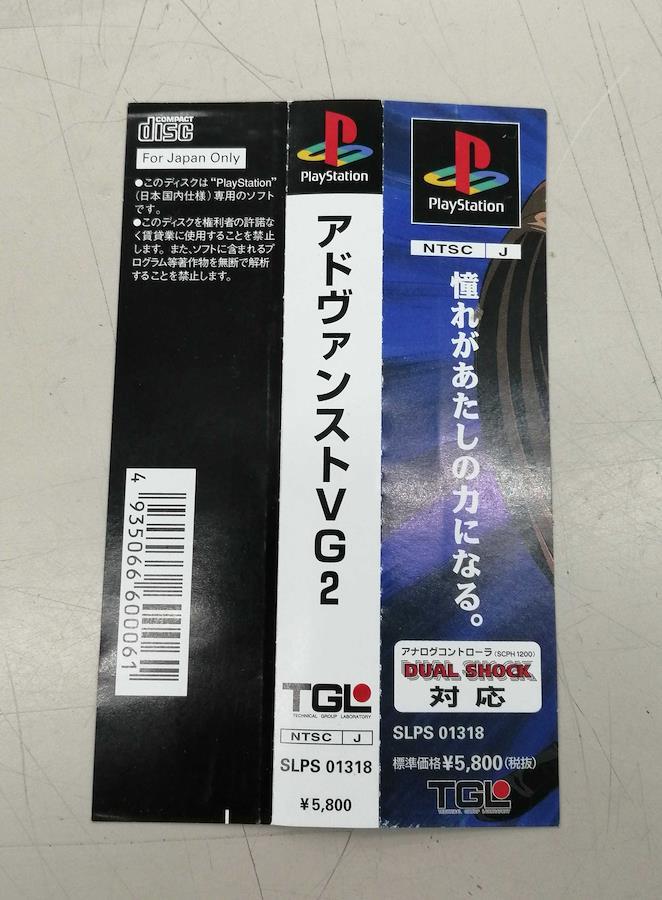 COMPACT
disc
For Japan Only
●このディスクは“PlayStation”
(日本国内仕様)専用のソフト
です。
●このディスクを権利者の許諾な
く賃貸業に使用することを禁止
します。また、ソフトに含まれるプ
ログラム等著作物を無断で解析
することを禁止します。
4 935066 600061
PlayStation
アドヴァンストVG2
TGL
TECHNICAL GROUP LABORATORY
NTSC J
SLPS 01318
¥5,800
PlayStation
NTSC J
憧れがあたしの力になる。
アナログコントローラ(SCPH1200)
DUAL SHOCK
対応
SLPS 01318
標準価格¥5,800(税抜)
TGL
TECHNICAL GROUP LABORATORY